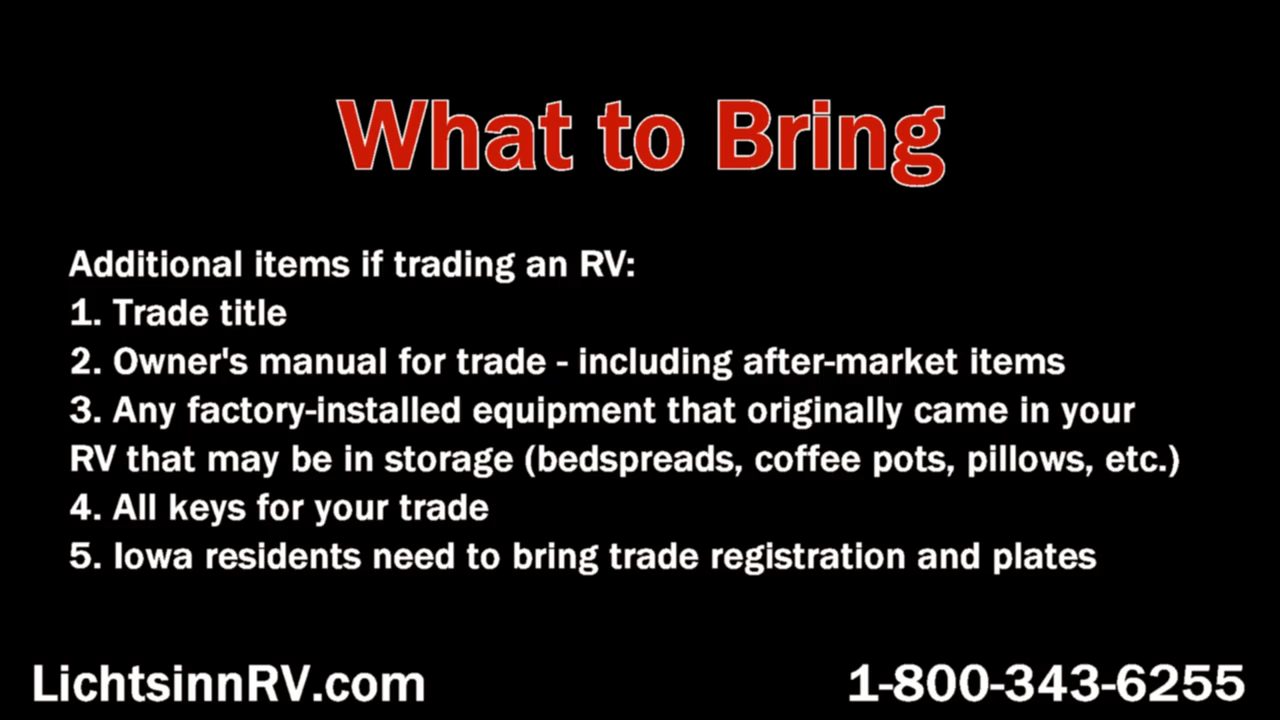 What to Bring
Additional items if trading an RV:
1. Trade title
2. Owner's manual for trade - including after-market items
3. Any factory-installed equipment that originally came in your
RV that may be in storage (bedspreads, coffee pots, pillows, etc.)
4. All keys for your trade
5. Iowa residents need to bring trade registration and plates
LichtsinnRV.com
1-800-343-6255